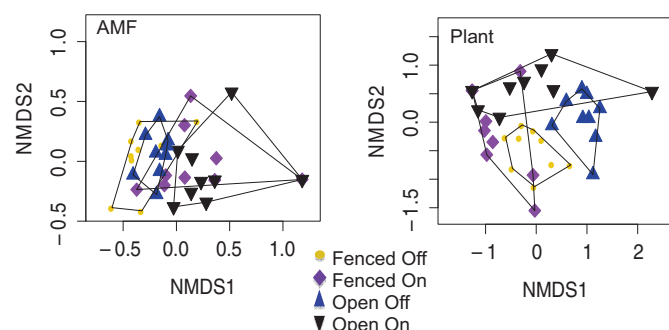 AMF
NMDS2
1.0
0.5
0.0
−0.5
−0.5
0.0
0.5
1.0
NMDS1
Plant
NMDS2
1.0
0.0
−1.5
−1
0
1
2
NMDS1
Fenced Off
Fenced On
Open Off
Open On